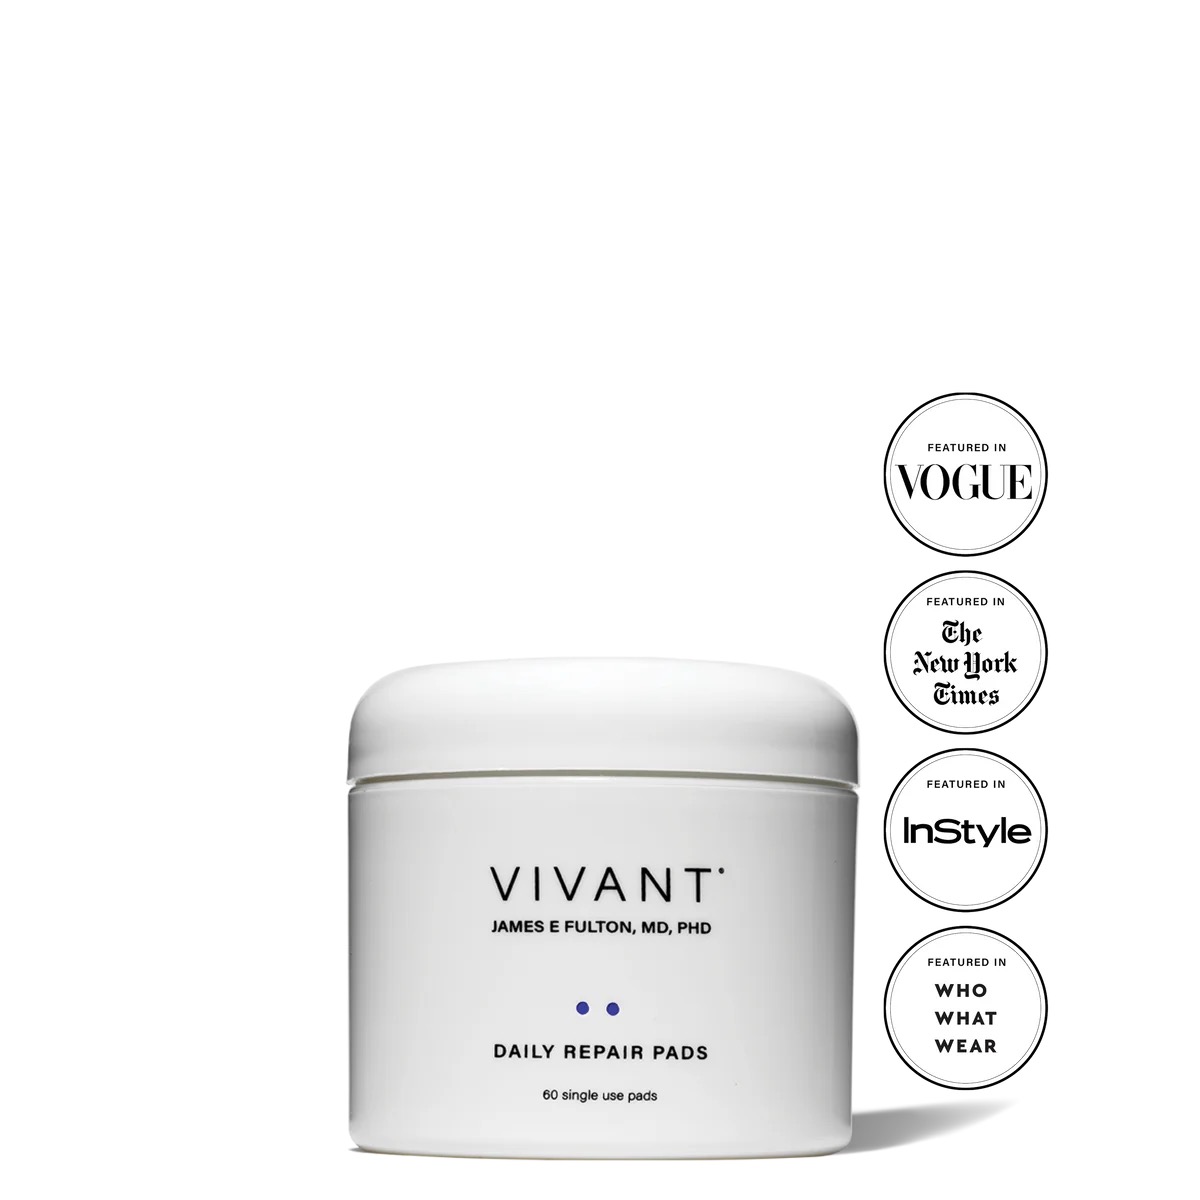 FEATURED IN
VOGUE
FEATURED IN
The
New York
Times
FEATURED IN
InStyle
FEATURED IN
WHO
WHAT
WEAR
VIVANT
JAMES E FULTON, MD, PHD
DAILY REPAIR PADS
60 single use pads